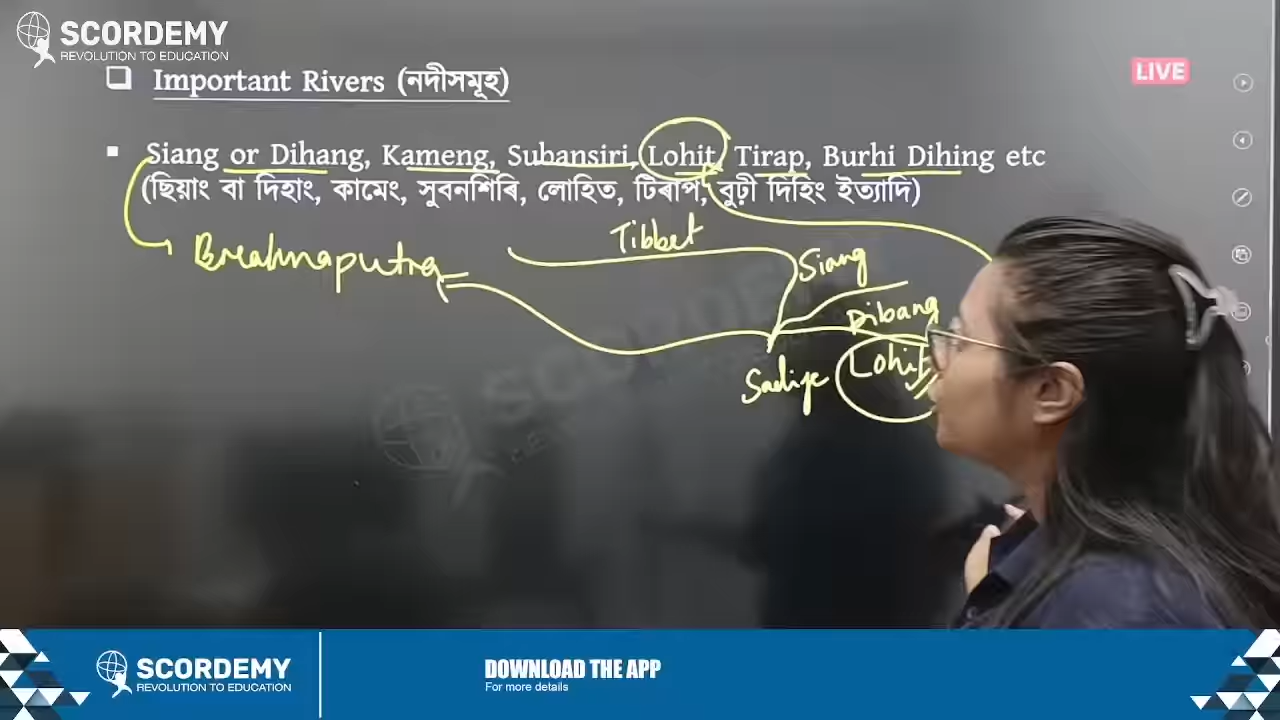 SCORDEMY
REVOLUTION TO EDUCATION
LIVE
Important Rivers (নদীসমূহ)
Siang or Dihang, Kameng, Subansiri, Lohit, Tirap, Burhi Dihing etc
(ছিয়াং বা দিহাং, কামেং, সুবনশিৰি, লোহিত, টিৰাপ, বুঢ়ী দিহিং ইত্যাদি)
Tibbet
Brahmaputra
Siang
Dibang
Lohit
SCORDEMY
REVOLUTION TO EDUCATION
DOWNLOAD THE APP
For more details